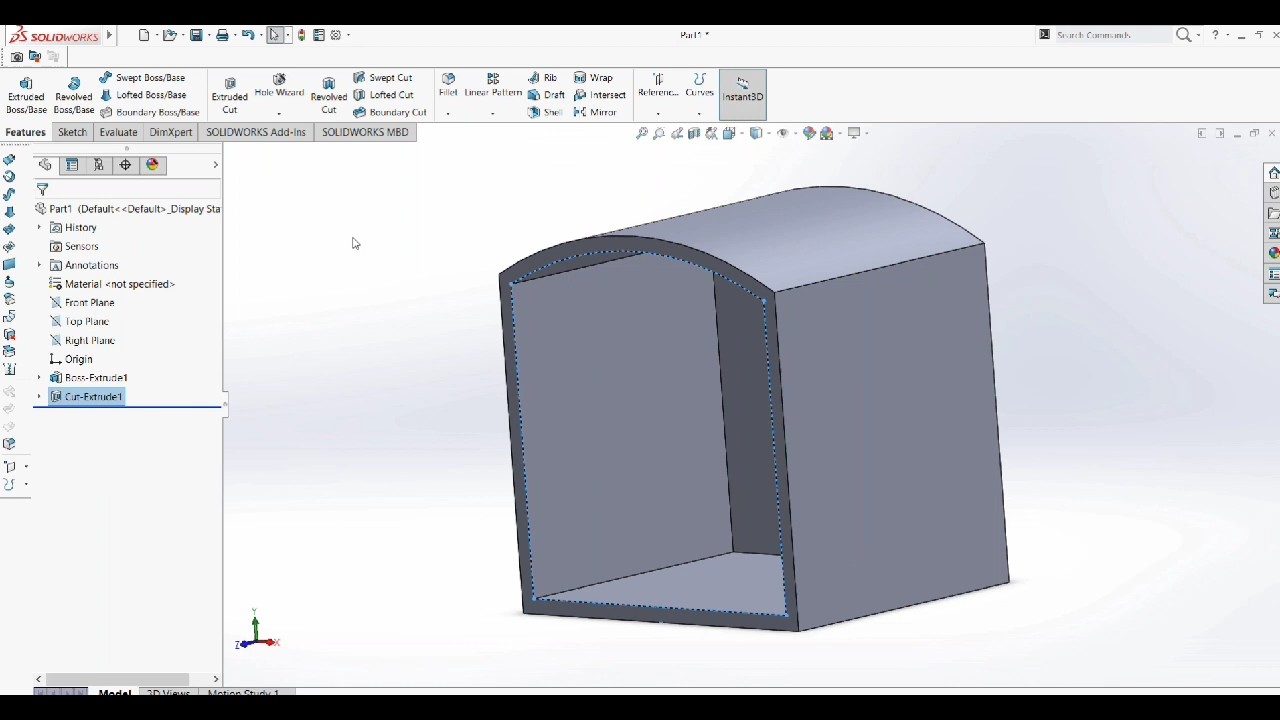 SOLIDWORKS
Part1 *
Search Commands
?
Extruded Boss/Base
Revolved Boss/Base
Swept Boss/Base
Lofted Boss/Base
Boundary Boss/Base
Extruded Cut
Hole Wizard
Revolved Cut
Swept Cut
Lofted Cut
Boundary Cut
Fillet
Linear Pattern
Rib
Draft
Shell
Wrap
Intersect
Mirror
Referenc...
Curves
Instant3D
Features Sketch Evaluate DimXpert SOLIDWORKS Add-Ins SOLIDWORKS MBD
Part1 (Default<<Default>_Display Sta
History
Sensors
Annotations
Material <not specified>
Front Plane
Top Plane
Right Plane
Origin
Boss-Extrude1
Cut-Extrude1
Y
Z X
Model 3D Views Motion Study 1